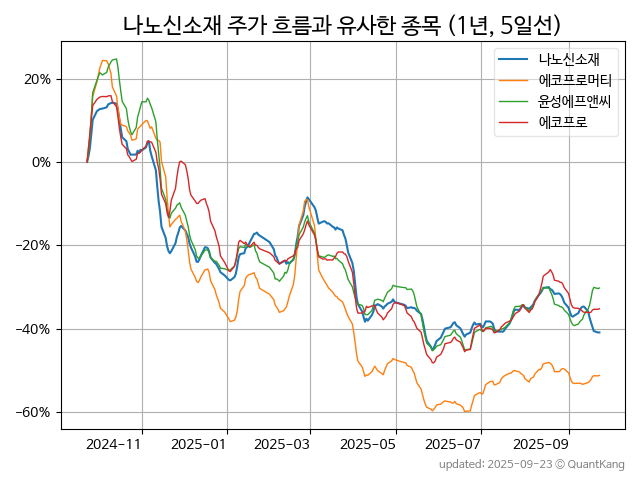 나노신소재 주가 흐름과 유사한 종목 (1년, 5일선)
나노신소재
에코프로머티
윤성에프앤씨
에코프로
20%
0%
−20%
−40%
−60%
2024-11
2025-01
2025-03
2025-05
2025-07
2025-09
updated: 2025-09-23 © QuantKang